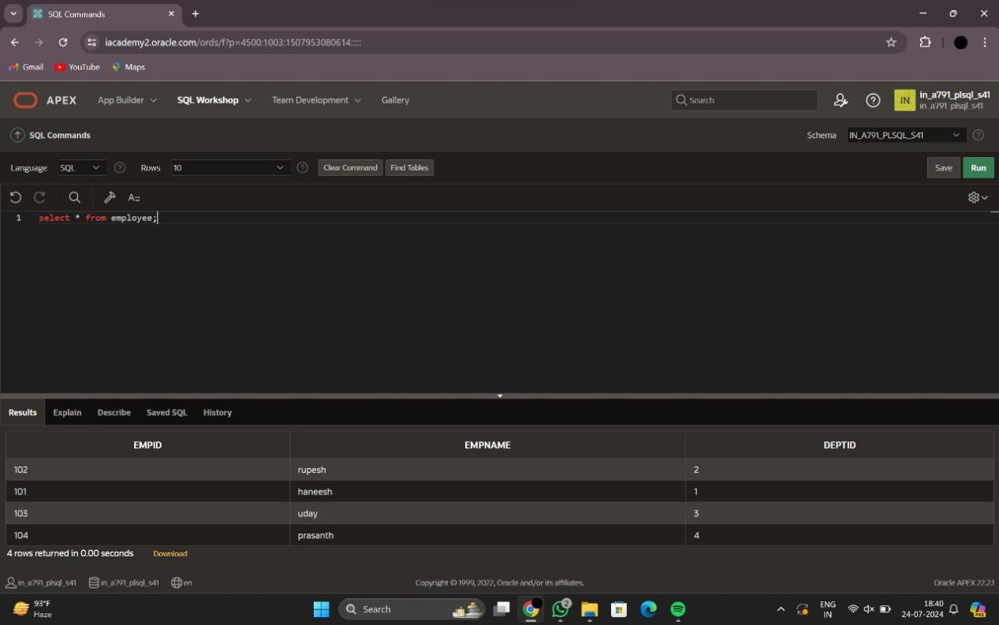 SQL Commands
iacademy2.oracle.com/ords/f?p=4500:1003:1507953080614:::::
Gmail YouTube Maps
APEX App Builder SQL Workshop Team Development Gallery Search IN in_a791_plsql_s41
in_a791_plsql_s41
SQL Commands Schema IN_A791_PLSQL_S41
Language SQL Rows 10 Clear Command Find Tables Save Run
A::
1 select * from employee;
Results Explain Describe Saved SQL History
EMPID EMPNAME DEPTID
102 rupesh 2
101 haneesh 1
103 uday 3
104 prasanth 4
4 rows returned in 0.00 seconds Download
in_a791_plsql_s41 in_a791_plsql_s41 en Copyright © 1999, 2022, Oracle and/or its affiliates. Oracle APEX 22.2.1
93°F
Haze
Search
2
ENG
IN
18:40
24-07-2024
PRE